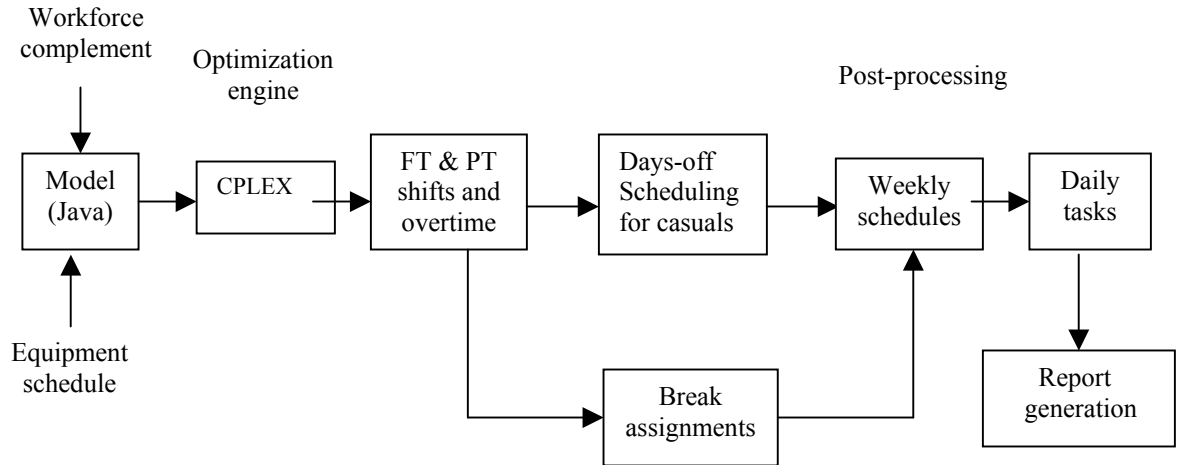 Workforce
complement
Optimization
engine
Post-processing
Model
(Java)
CPLEX
FT & PT
shifts and
overtime
Days-off
Scheduling
for casuals
Weekly
schedules
Daily
tasks
Equipment
schedule
Break
assignments
Report
generation